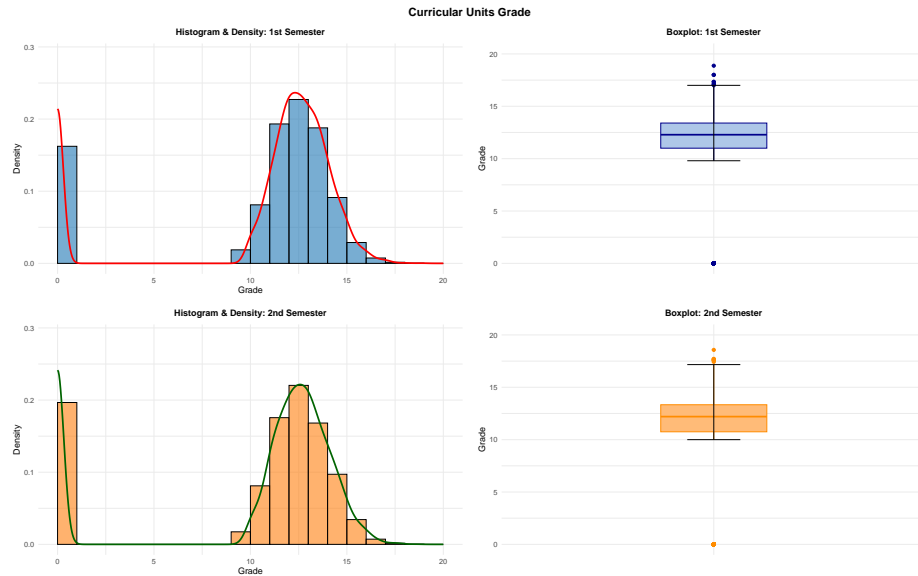 Curricular Units Grade
Histogram & Density: 1st Semester
0.3
0.2
0.1
0.0
Density
0 5 10 15 20
Grade
Boxplot: 1st Semester
20
15
10
5
0
Grade
Histogram & Density: 2nd Semester
0.3
0.2
0.1
0.0
Density
0 5 10 15 20
Grade
Boxplot: 2nd Semester
20
15
10
5
0
Grade